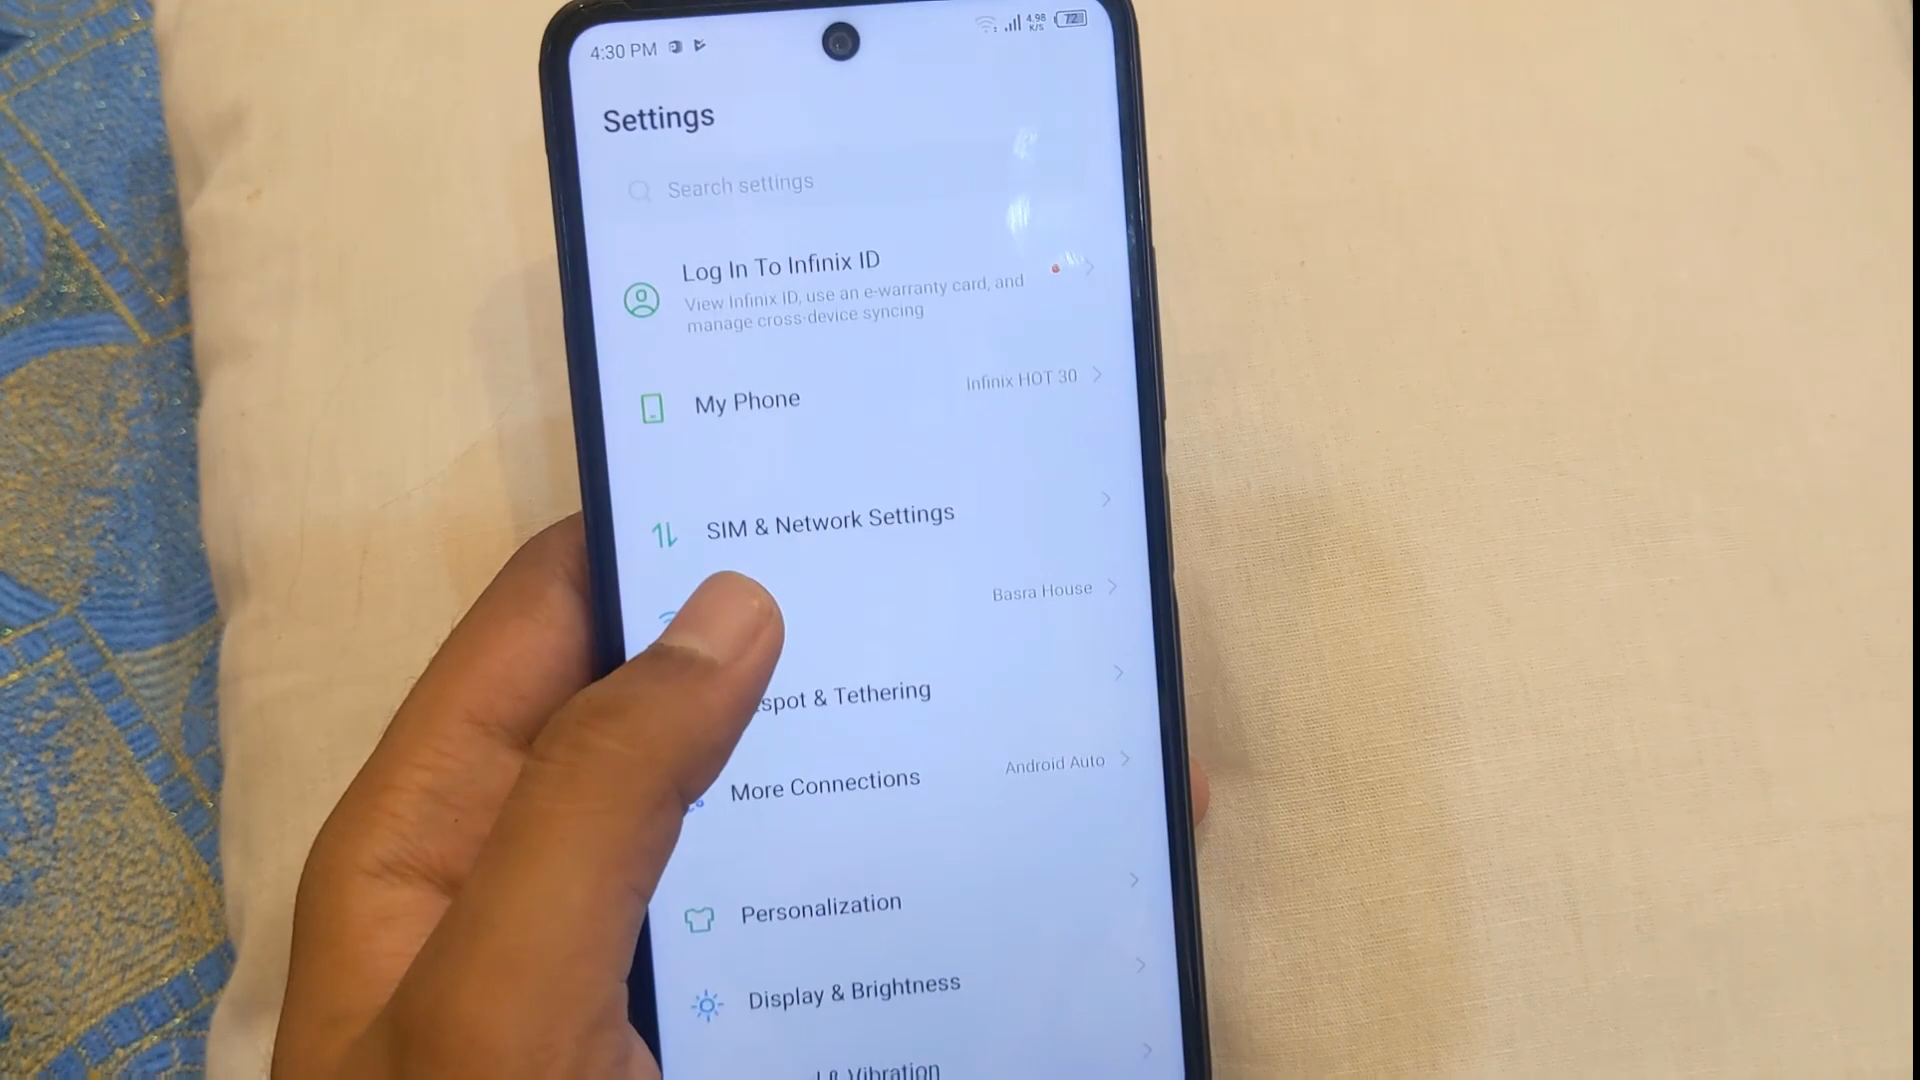 4:30 PM
4.98
K/S
72
Settings
Search settings
Log In To Infinix ID
View Infinix ID, use an e-warranty card, and
manage cross-device syncing
My Phone
Infinix HOT 30
SIM & Network Settings
Basra House
spot & Tethering
More Connections
Android Auto
Personalization
Display & Brightness
Vibration